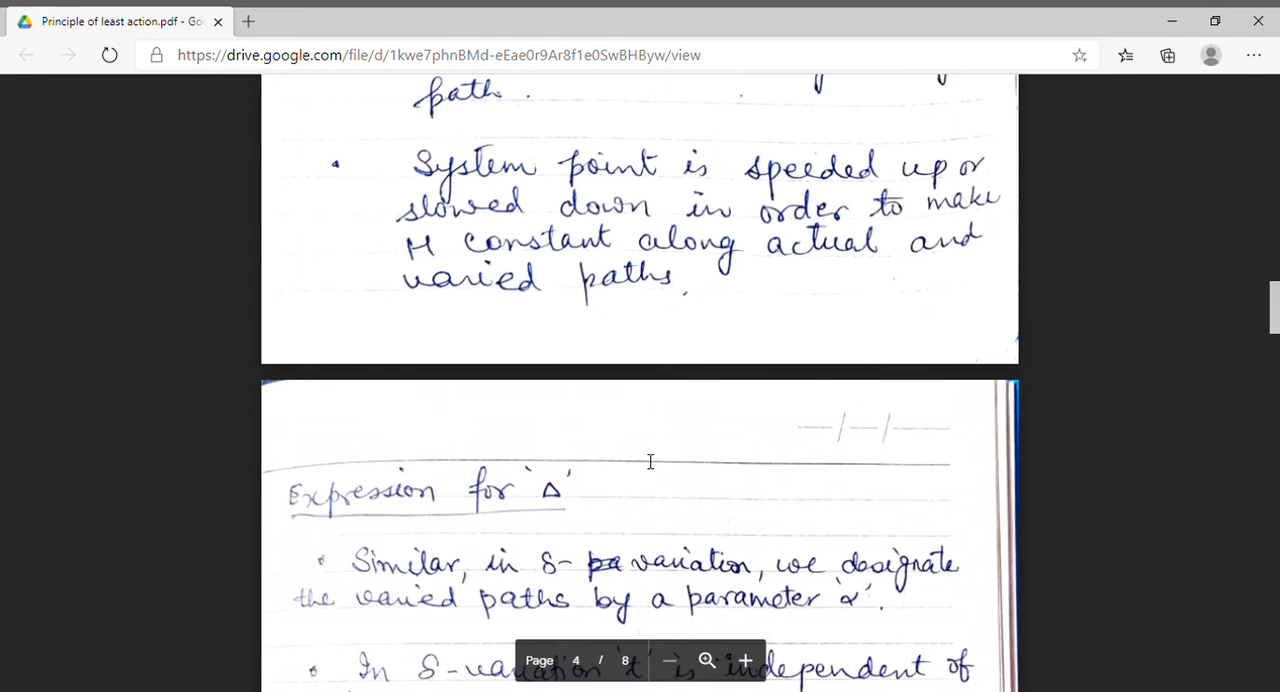 Principle of least action.pdf - Go
https://drive.google.com/file/d/1kwe7phnBMd-eEae0r9Ar8f1e0SwBHByw/view
path.
System point is speeded up or
slowed down in order to make
H constant along actual and
varied paths.
—/—/—
Expression for 'Δ'
• Similar, in δ- variation, we designate
the varied paths by a parameter 'α'.
• In δ-variation 't' is independent of
Page 4 / 8